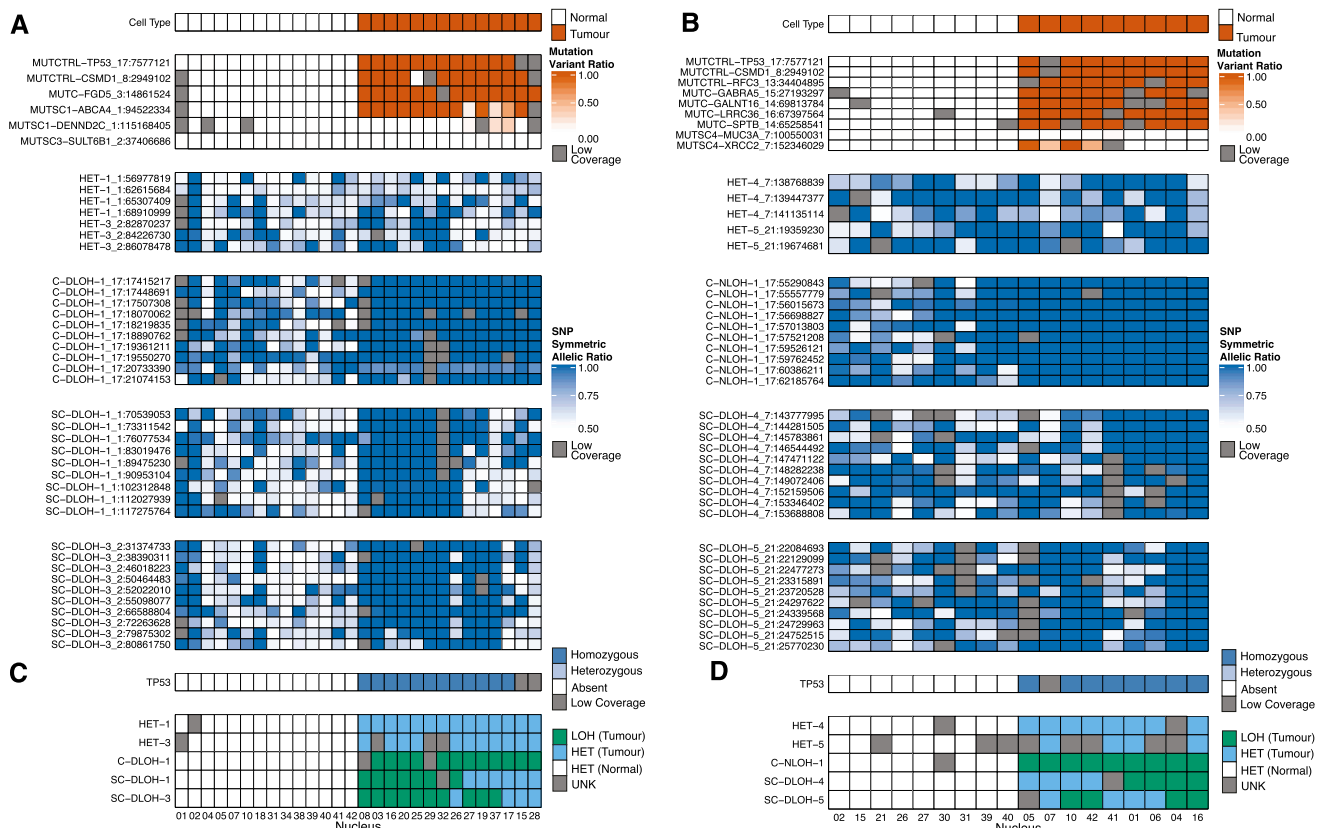 A
Cell Type
Normal
Tumour
MUTCTRL−TP53_17:7577121
MUTCTRL−CSMD1_8:2949102
MUTC−FGD5_3:14861524
MUTSC1−ABCA4_1:94522334
MUTSC1−DENND2C_1:115168405
MUTSC3−SULT6B1_2:37406686
Mutation
Variant Ratio
1.00
0.50
0.00
Low
Coverage
HET−1_1:56977819
HET−1_1:62615684
HET−1_1:65307409
HET−1_1:68910999
HET−3_2:82870237
HET−3_2:84226730
HET−3_2:86078478
C−DLOH−1_17:17415217
C−DLOH−1_17:17448691
C−DLOH−1_17:17507308
C−DLOH−1_17:18070062
C−DLOH−1_17:18219835
C−DLOH−1_17:18890762
C−DLOH−1_17:19361211
C−DLOH−1_17:19550270
C−DLOH−1_17:20733390
C−DLOH−1_17:21074153
SNP
Symmetric
Allelic Ratio
1.00
0.75
0.50
Low
Coverage
SC−DLOH−1_1:70539053
SC−DLOH−1_1:73311542
SC−DLOH−1_1:76077534
SC−DLOH−1_1:83019476
SC−DLOH−1_1:89475230
SC−DLOH−1_1:90953104
SC−DLOH−1_1:102312848
SC−DLOH−1_1:112027939
SC−DLOH−1_1:117275764
SC−DLOH−3_2:31374733
SC−DLOH−3_2:38390311
SC−DLOH−3_2:46018223
SC−DLOH−3_2:50464483
SC−DLOH−3_2:52022010
SC−DLOH−3_2:55098077
SC−DLOH−3_2:66588804
SC−DLOH−3_2:72263628
SC−DLOH−3_2:79875302
SC−DLOH−3_2:80861750
B
Cell Type
Normal
Tumour
MUTCTRL−TP53_17:7577121
MUTCTRL−CSMD1_8:2949102
MUTCTRL−RFC3_13:34404895
MUTC−GABRA5_15:27193297
MUTC−GALNT16_14:69813784
MUTC−LRRC36_16:67397564
MUTC−SPTB_14:65258541
MUTSC4−MUC3A_7:100550031
MUTSC4−XRCC2_7:152346029
Mutation
Variant Ratio
1.00
0.50
0.00
Low
Coverage
HET−4_7:138768839
HET−4_7:139447377
HET−4_7:141135114
HET−5_21:19359230
HET−5_21:19674681
C−NLOH−1_17:55290843
C−NLOH−1_17:55557779
C−NLOH−1_17:56015673
C−NLOH−1_17:56698827
C−NLOH−1_17:57013803
C−NLOH−1_17:57521208
C−NLOH−1_17:59526121
C−NLOH−1_17:59762452
C−NLOH−1_17:60386211
C−NLOH−1_17:62185764
SNP
Symmetric
Allelic Ratio
1.00
0.75
0.50
Low
Coverage
SC−DLOH−4_7:143777995
SC−DLOH−4_7:144281505
SC−DLOH−4_7:145783861
SC−DLOH−4_7:146544492
SC−DLOH−4_7:147471122
SC−DLOH−4_7:148282238
SC−DLOH−4_7:149072406
SC−DLOH−4_7:152159506
SC−DLOH−4_7:153346402
SC−DLOH−4_7:153688808
SC−DLOH−5_21:22084693
SC−DLOH−5_21:22129099
SC−DLOH−5_21:22477273
SC−DLOH−5_21:23315891
SC−DLOH−5_21:23720528
SC−DLOH−5_21:24297622
SC−DLOH−5_21:24339568
SC−DLOH−5_21:24729963
SC−DLOH−5_21:24752515
SC−DLOH−5_21:25770230
C
TP53
Homozygous
Heterozygous
Absent
Low Coverage
HET−1
HET−3
C−DLOH−1
SC−DLOH−1
SC−DLOH−3
LOH (Tumour)
HET (Tumour)
HET (Normal)
UNK
01 02 04 05 07 10 18 31 34 38 39 40 41 42 08 03 16 20 25 29 32 26 27 19 37 17 15 28
Nucleus
D
TP53
Homozygous
Heterozygous
Absent
Low Coverage
HET−4
HET−5
C−NLOH−1
SC−DLOH−4
SC−DLOH−5
LOH (Tumour)
HET (Tumour)
HET (Normal)
UNK
02 15 21 26 27 30 31 39 40 05 07 10 42 41 01 06 04 16
Nucleus